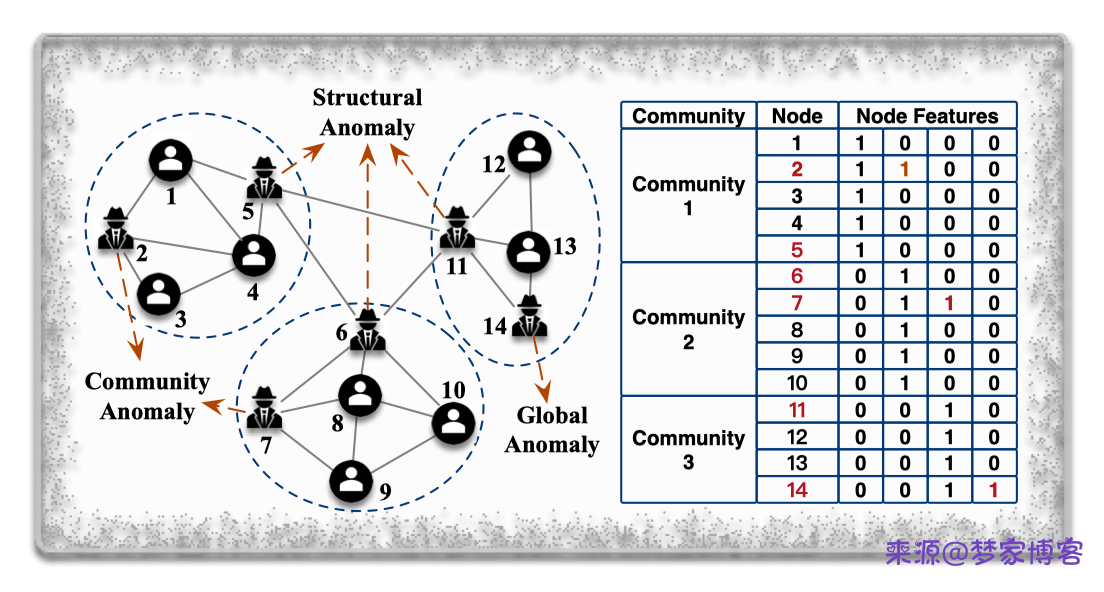 Structural
Anomaly
12
1
5
2
13
11
4
3
14
6
Community
Anomaly
10
8
7
9
Global
Anomaly
Community Node Node Features
Community
1
1 1 0 0 0
2 1 1 0 0
3 1 0 0 0
4 1 0 0 0
5 1 0 0 0
Community
2
6 0 1 0 0
7 0 1 1 0
8 0 1 0 0
9 0 1 0 0
10 0 1 0 0
Community
3
11 0 0 1 0
12 0 0 1 0
13 0 0 1 0
14 0 0 1 1
来源@梦家博客